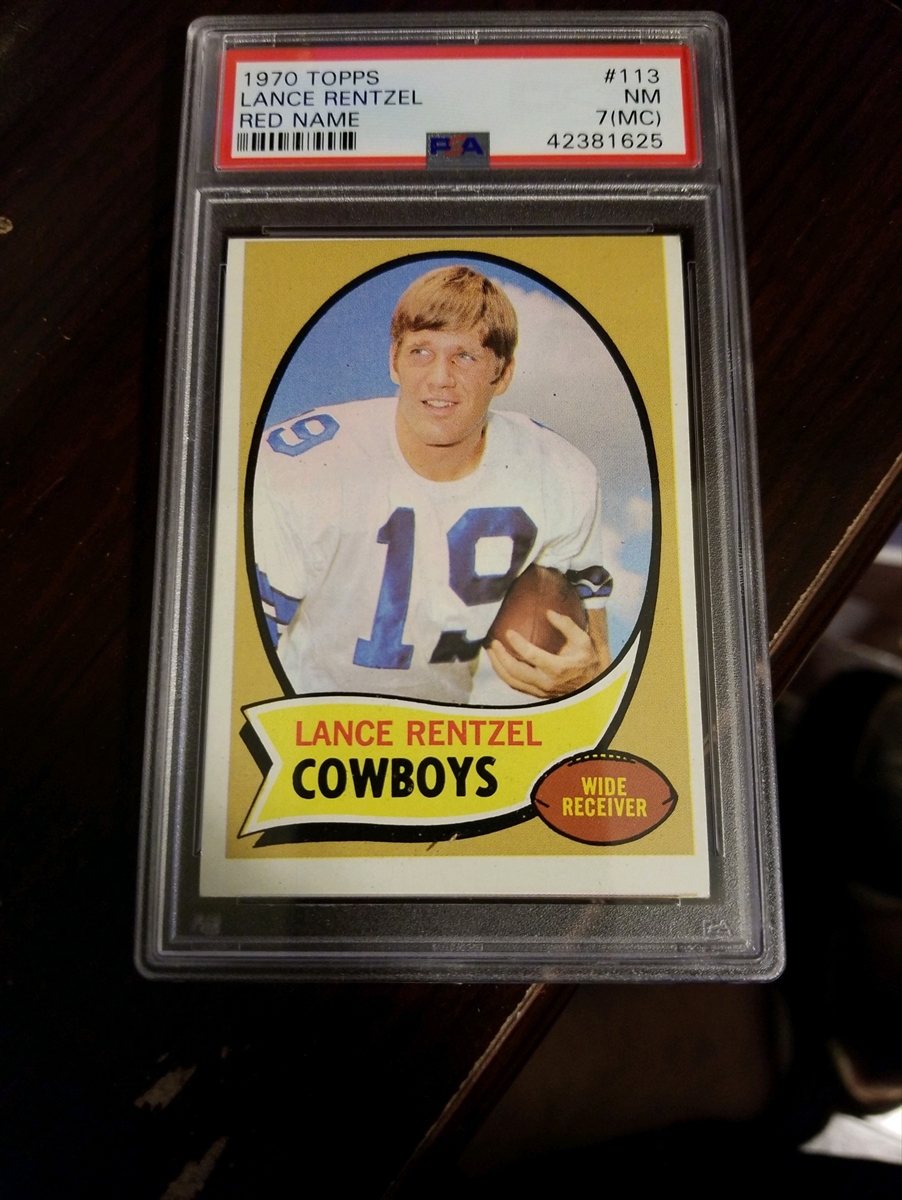 1970 TOPPS #113
LANCE RENTZEL NM
RED NAME 7(MC)
PSA 42381625
19
19
LANCE RENTZEL
COWBOYS
WIDE
RECEIVER